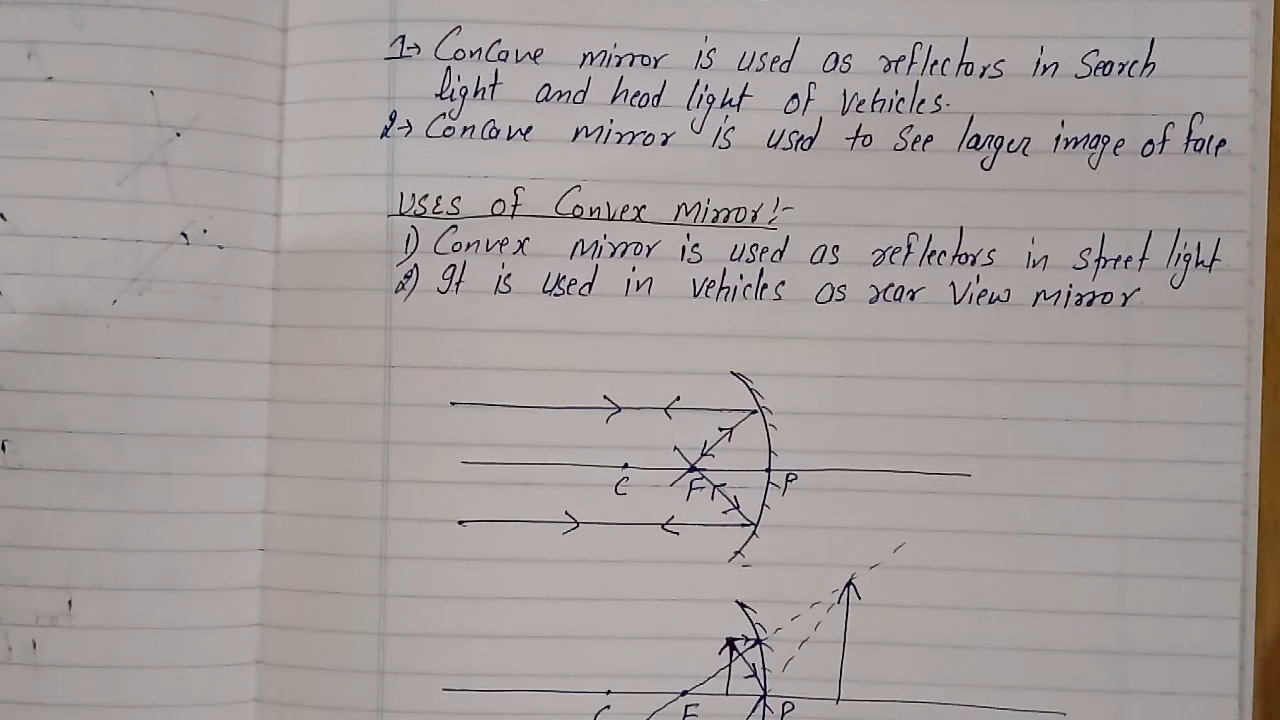 1→ Concave mirror is used as reflectors in Search
light and head light of vehicles.
2→ Concave mirror is used to See larger image of face
USES of Convex Mirror:-
1) Convex Mirror is used as reflectors in street light
2) It is used in vehicles as rear View mirror
C F P
C F P